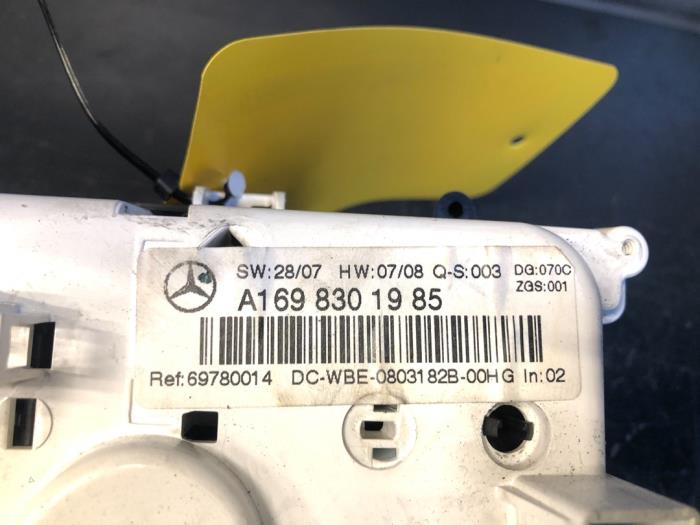 SW:28/07 HW:07/08 Q-S:003 DG:070C
ZGS:001
A169 830 19 85
Ref:69780014 DC-WBE-0803182B-00HG In:02